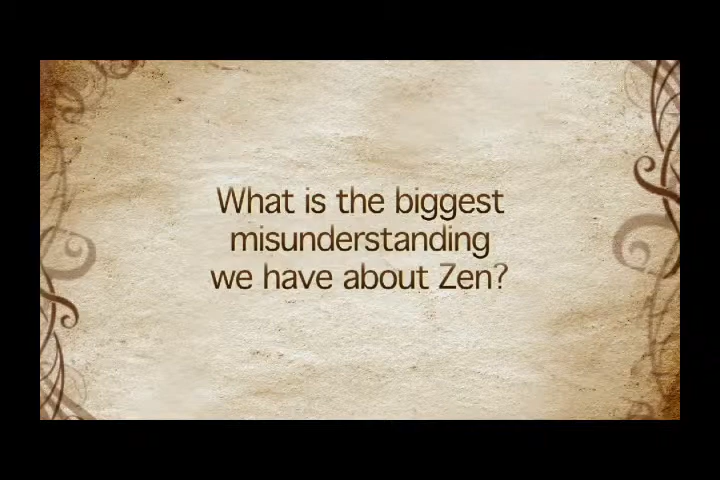 What is the biggest
misunderstanding
we have about Zen?